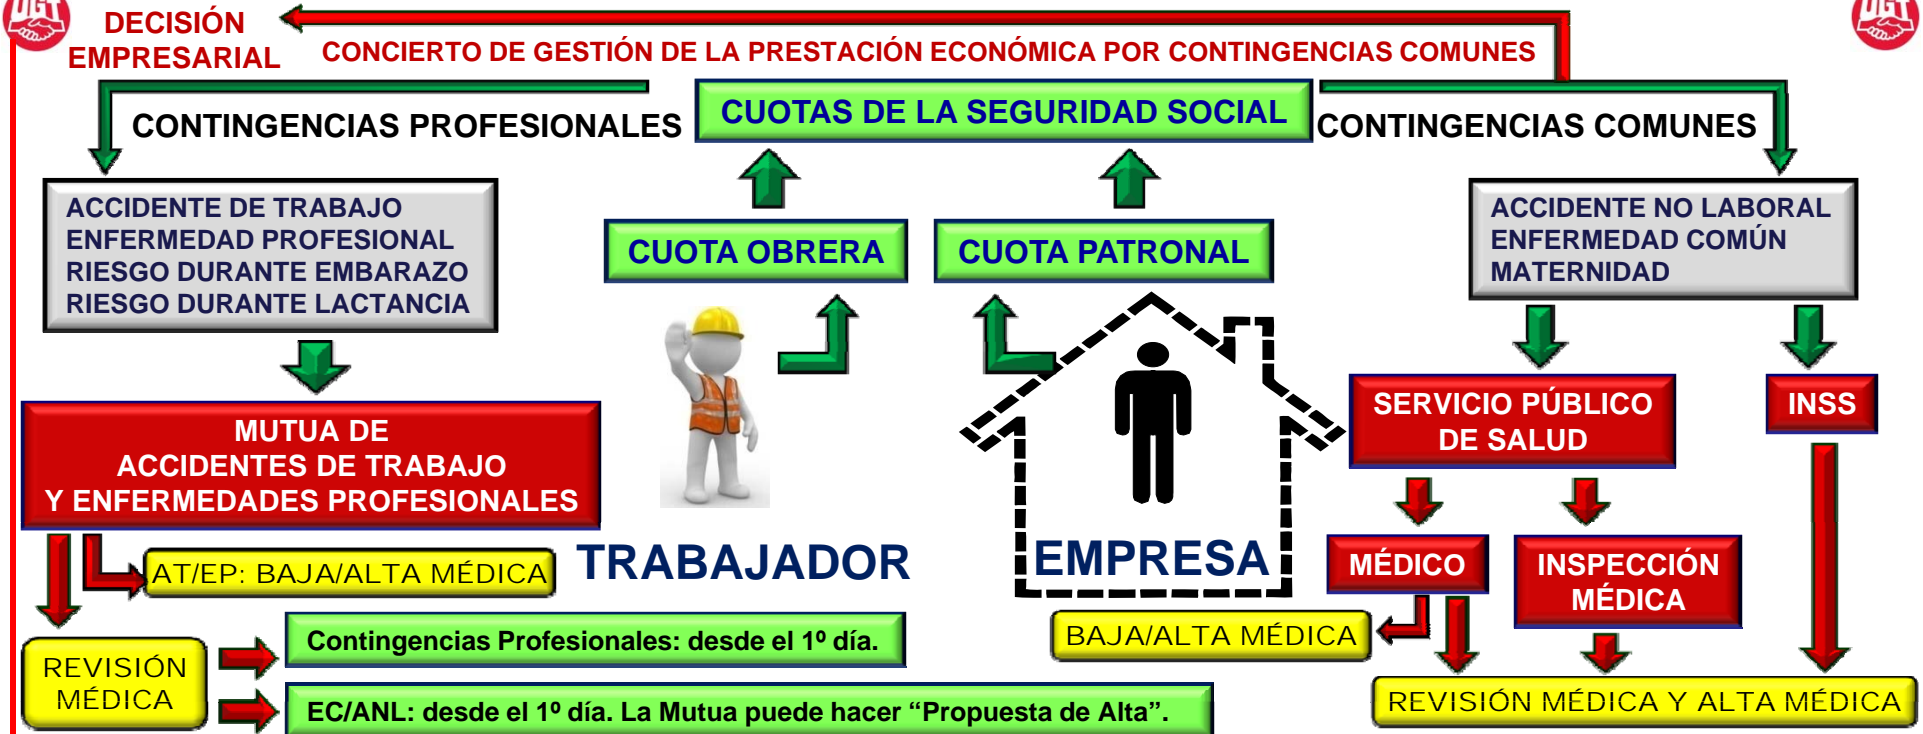 UGT
UGT
DECISIÓN
EMPRESARIAL
CONCIERTO DE GESTIÓN DE LA PRESTACIÓN ECONÓMICA POR CONTINGENCIAS COMUNES
CUOTAS DE LA SEGURIDAD SOCIAL
CONTINGENCIAS PROFESIONALES
CONTINGENCIAS COMUNES
ACCIDENTE DE TRABAJO
ENFERMEDAD PROFESIONAL
RIESGO DURANTE EMBARAZO
RIESGO DURANTE LACTANCIA
CUOTA OBRERA
CUOTA PATRONAL
ACCIDENTE NO LABORAL
ENFERMEDAD COMÚN
MATERNIDAD
MUTUA DE
ACCIDENTES DE TRABAJO
Y ENFERMEDADES PROFESIONALES
SERVICIO PÚBLICO
DE SALUD
INSS
AT/EP: BAJA/ALTA MÉDICA
TRABAJADOR
EMPRESA
MÉDICO
INSPECCIÓN
MÉDICA
BAJA/ALTA MÉDICA
REVISIÓN
MÉDICA
Contingencias Profesionales: desde el 1º día.
EC/ANL: desde el 1º día. La Mutua puede hacer “Propuesta de Alta”.
REVISIÓN MÉDICA Y ALTA MÉDICA